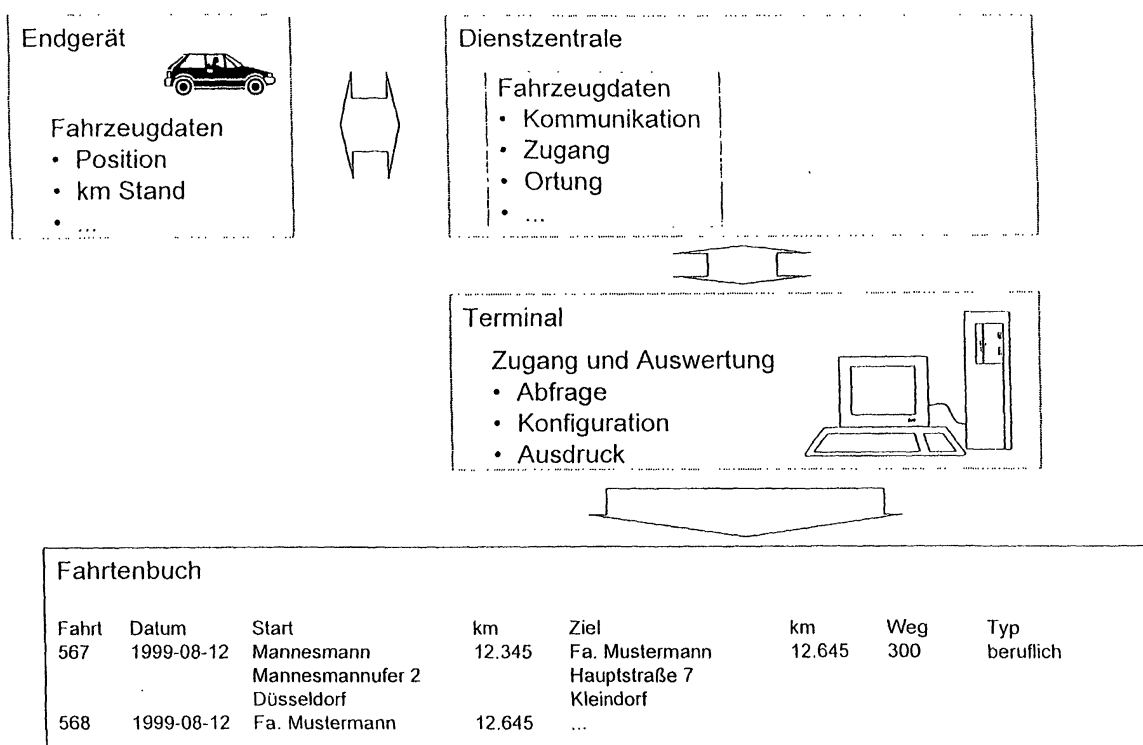 Endgerät
Fahrzeugdaten
• Position
• km Stand
• ...
Dienstzentrale
Fahrzeugdaten
• Kommunikation
• Zugang
• Ortung
• ...
Terminal
Zugang und Auswertung
• Abfrage
• Konfiguration
• Ausdruck
Fahrtenbuch
Fahrt Datum Start km Ziel km Weg Typ
567 1999-08-12 Mannesmann 12.345 Fa. Mustermann 12.645 300 beruflich
Mannesmannufer 2 Hauptstraße 7
Düsseldorf Kleindorf
568 1999-08-12 Fa. Mustermann 12.645 ...